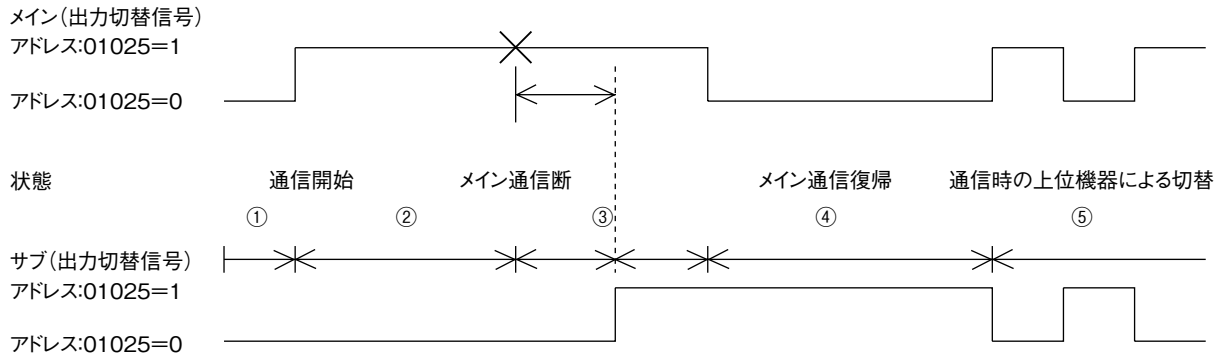 メイン（出力切替信号）
アドレス:01025＝1
アドレス:01025＝0
状態 通信開始 メイン通信断 メイン通信復帰 通信時の上位機器による切替
① ② ③ ④ ⑤
サブ（出力切替信号）
アドレス:01025＝1
アドレス:01025＝0